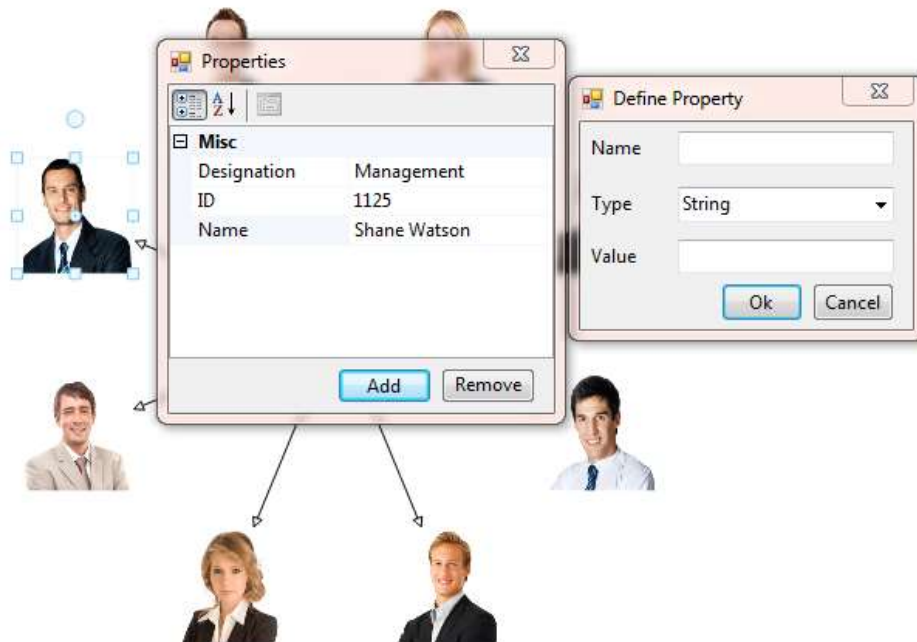 Properties
Misc
Designation Management
ID 1125
Name Shane Watson
Add Remove
Define Property
Name
Type String
Value
Ok Cancel